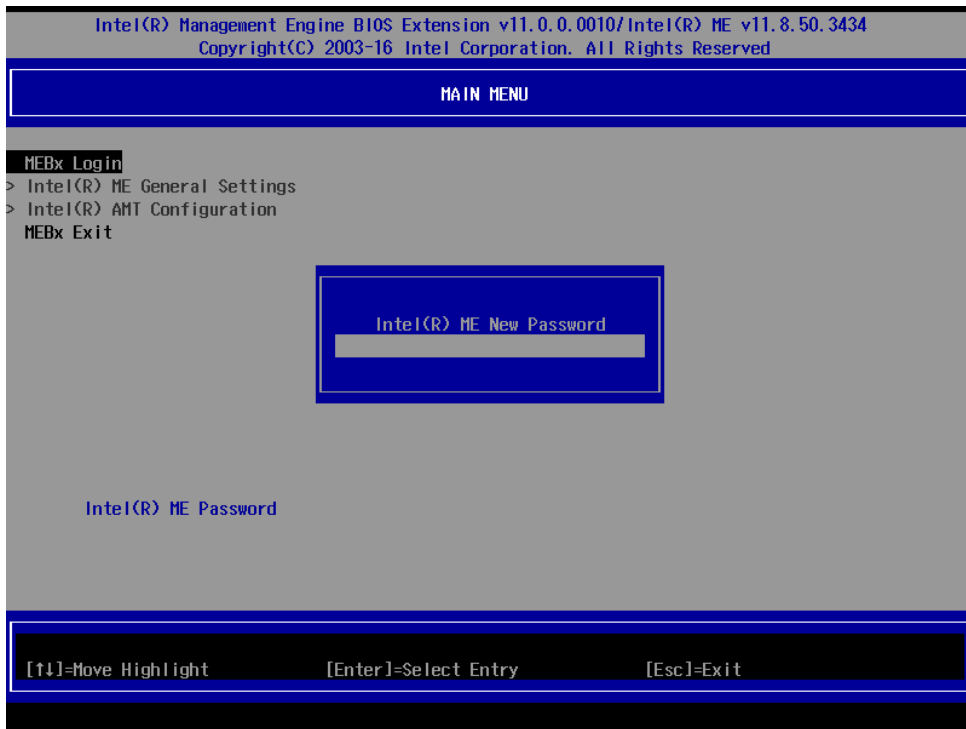 Intel(R) Management Engine BIOS Extension v11.0.0.0010/Intel(R) ME v11.8.50.3434
Copyright(C) 2003-16 Intel Corporation. All Rights Reserved
MAIN MENU
MEBx Login
> Intel(R) ME General Settings
> Intel(R) AMT Configuration
MEBx Exit
Intel(R) ME New Password
Intel(R) ME Password
[↑↓]=Move Highlight [Enter]=Select Entry [Esc]=Exit